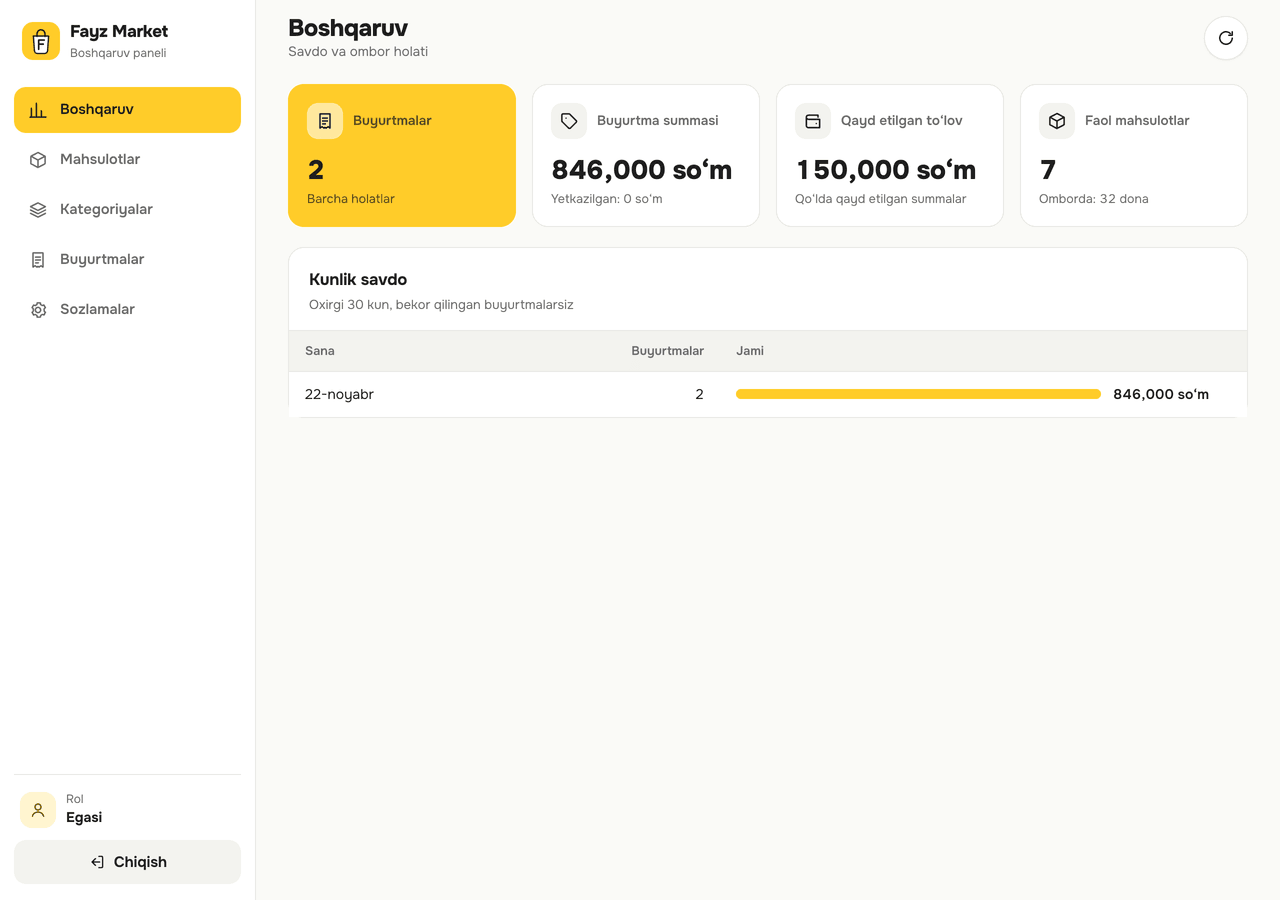 Fayz Market
Boshqaruv paneli
Boshqaruv
Mahsulotlar
Kategoriyalar
Buyurtmalar
Sozlamalar
Rol
Egasi
Chiqish
Boshqaruv
Savdo va ombor holati
Buyurtmalar
2
Barcha holatlar
Buyurtma summasi
846,000 so‘m
Yetkazilgan: 0 so‘m
Qayd etilgan to‘lov
150,000 so‘m
Qo‘lda qayd etilgan summalar
Faol mahsulotlar
7
Omborda: 32 dona
Kunlik savdo
Oxirgi 30 kun, bekor qilingan buyurtmalarsiz
Sana Buyurtmalar Jami
22-noyabr 2 846,000 so‘m